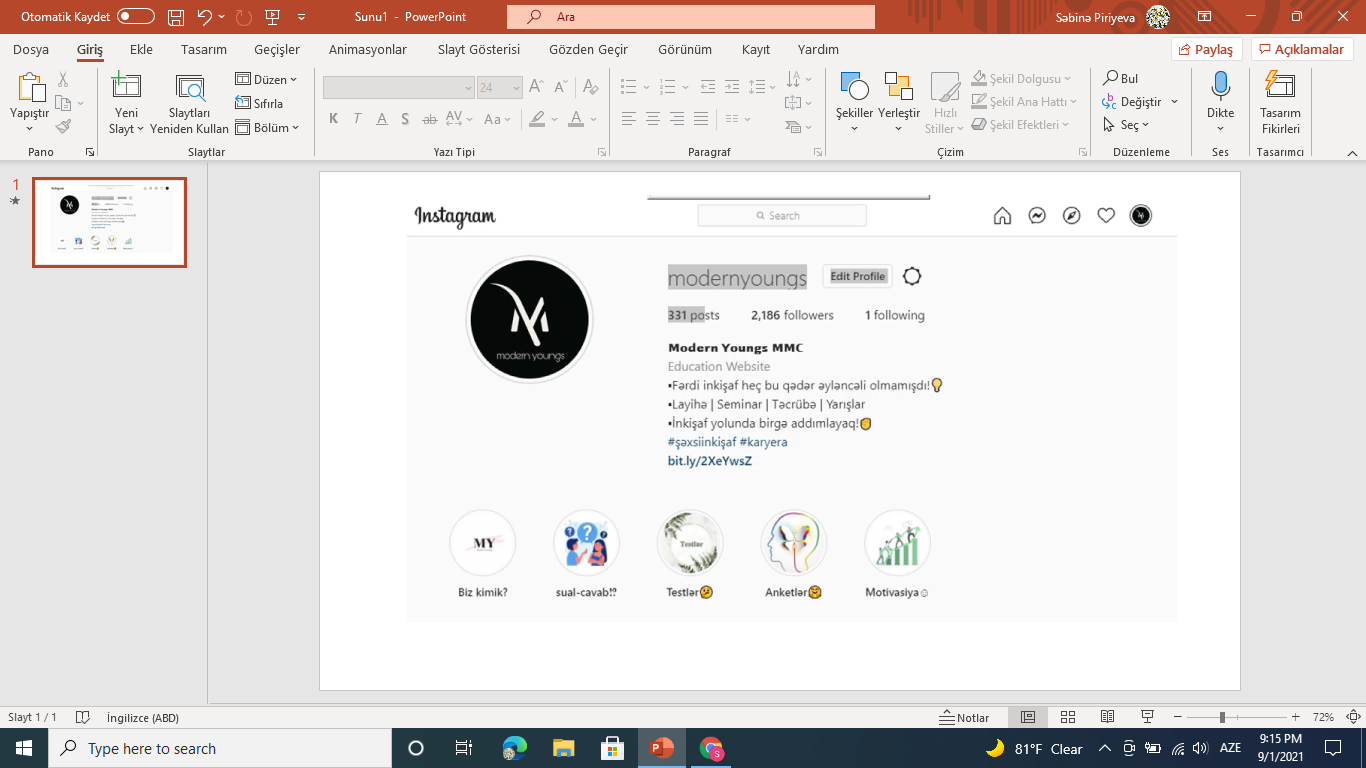 Otomatik Kaydet
Sunu1 - PowerPoint
Ara
Səbinə Piriyeva
Dosya Giriş Ekle Tasarım Geçişler Animasyonlar Slayt Gösterisi Gözden Geçir Görünüm Kayıt Yardım
Paylaş
Açıklamalar
Yapıştır
Pano
Yeni
Slayt
Slaytları
Yeniden Kullan
Düzen
Sıfırla
Bölüm
Slaytlar
24
K T A S ab AV Aa
A
Yazı Tipi
Paragraf
Şekiller
Yerleştir
Hızlı
Stiller
Şekil Dolgusu
Şekil Ana Hattı
Şekil Efektleri
Çizim
Bul
Değiştir
Seç
Düzenleme
Dikte
Ses
Tasarım
Fikirleri
Tasarımcı
1
Instagram
Search
modernyoungs
Edit Profile
331 posts 2,186 followers 1 following
modern youngs
Modern Youngs MMC
Education Website
▪Fərdi inkişaf heç bu qədər əyləncəli olmamışdı!💡
▪Layihə | Seminar | Təcrübə | Yarışlar
▪İnkişaf yolunda birgə addımlayaq!✊
#şəxsiinkişaf #karyera
bit.ly/2XeYwsZ
MY
Testlər
Biz kimik? sual-cavab⁉ Testlər🤔 Anketlər🤗 Motivasiya☺
Slayt 1 / 1
İngilizce (ABD)
Notlar
72%
Type here to search
81°F Clear
AZE
9:15 PM
9/1/2021